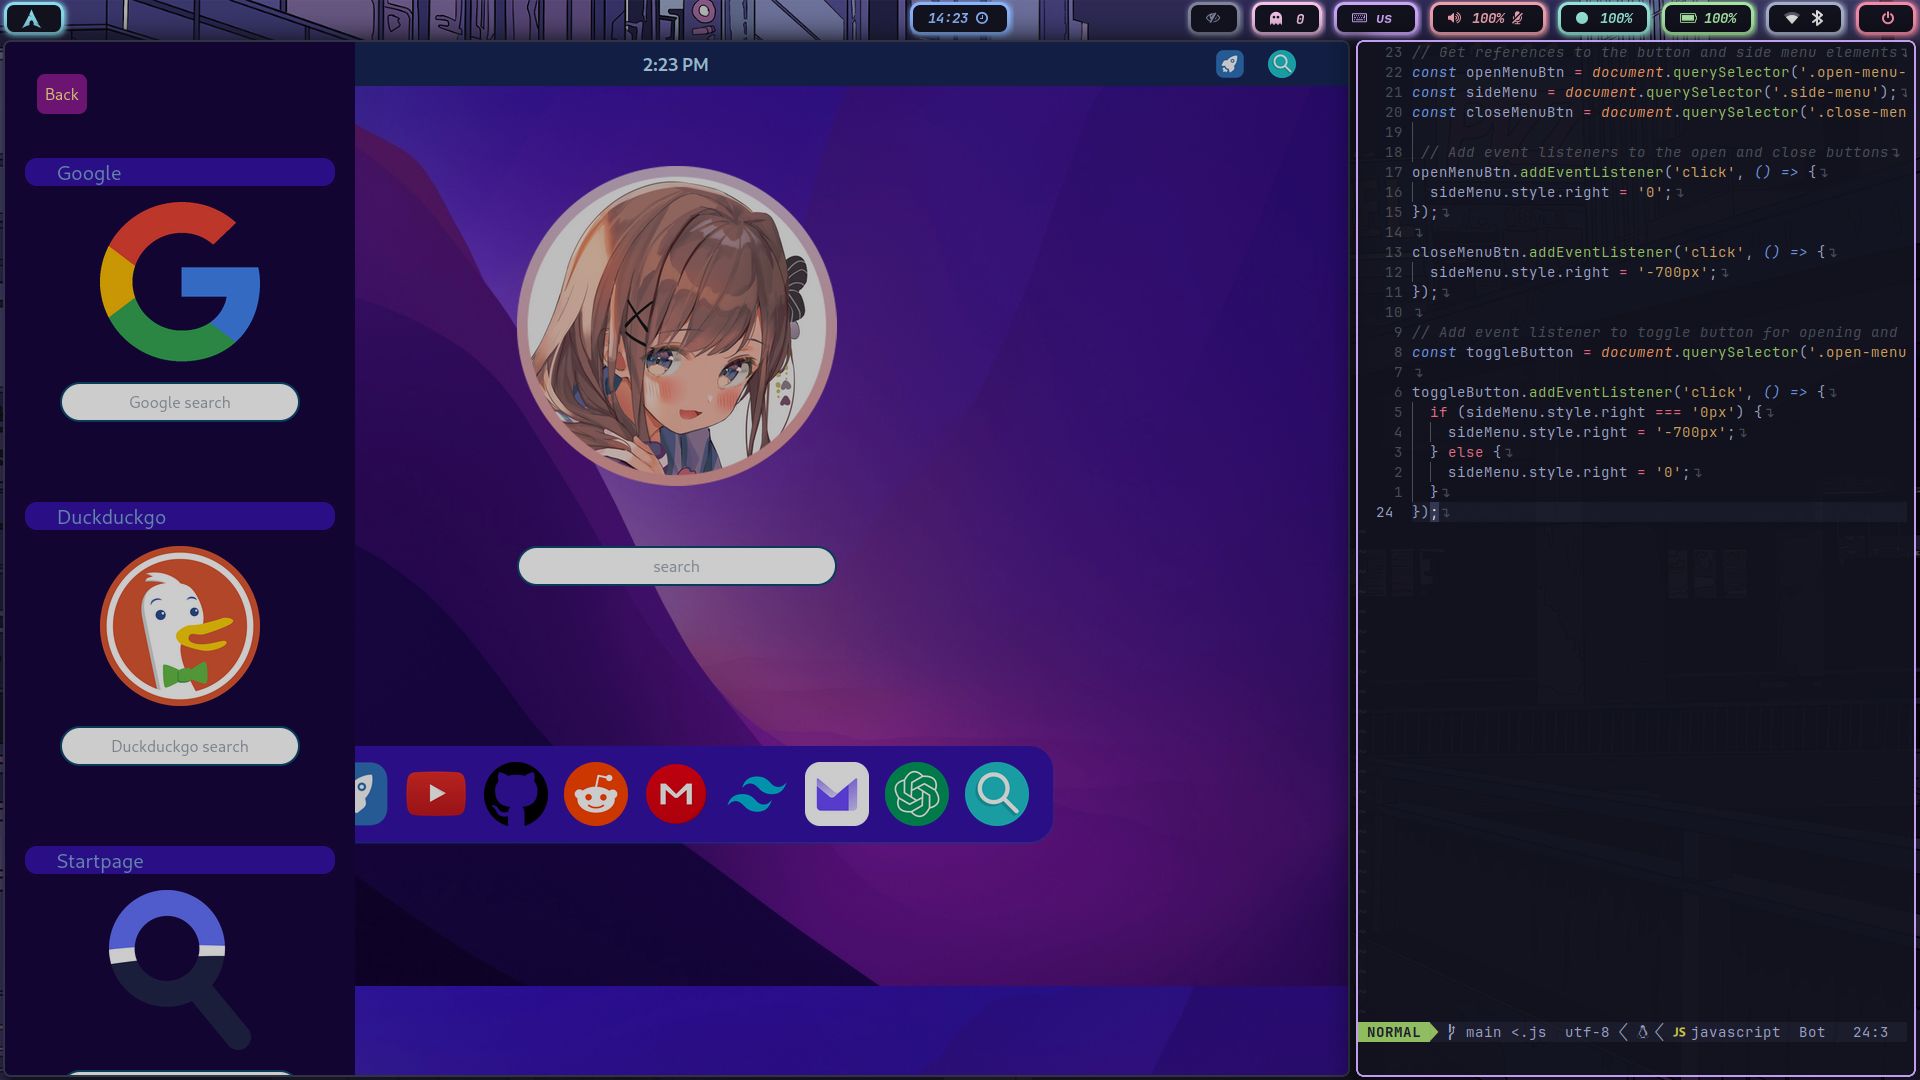 14:23
0
US
100%
100%
100%
Back
Google
Google search
Duckduckgo
Duckduckgo search
Startpage
2:23 PM
search
23 // Get references to the button and side menu elements
22 const openMenuBtn = document.querySelector('.open-menu-
21 const sideMenu = document.querySelector('.side-menu');
20 const closeMenuBtn = document.querySelector('.close-men
19
18 // Add event listeners to the open and close buttons
17 openMenuBtn.addEventListener('click', () => {
16 sideMenu.style.right = '0';
15 });
14
13 closeMenuBtn.addEventListener('click', () => {
12 sideMenu.style.right = '-700px';
11 });
10
9 // Add event listener to toggle button for opening and
8 const toggleButton = document.querySelector('.open-menu
7
6 toggleButton.addEventListener('click', () => {
5 if (sideMenu.style.right === '0px') {
4 sideMenu.style.right = '-700px';
3 } else {
2 sideMenu.style.right = '0';
1 }
24 });
NORMAL main <.js utf-8 JS javascript Bot 24:3